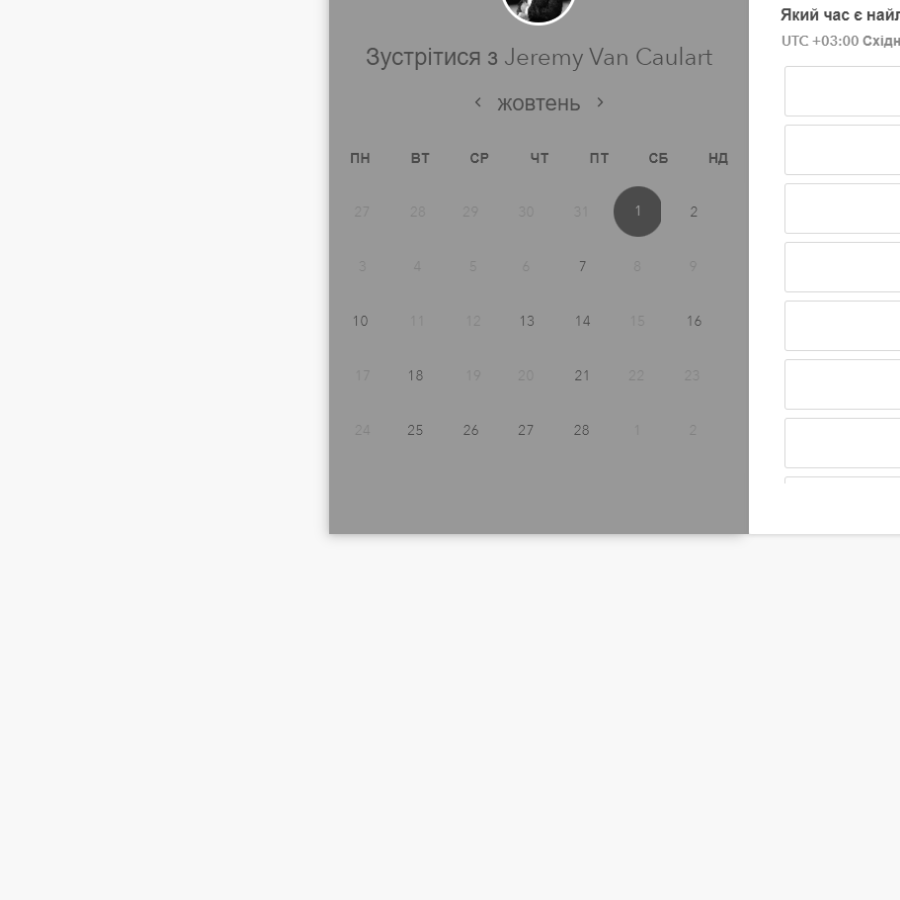 Який час є
UTC +03:00
Зустрітися з Jeremy Van Caulart
‹ жовтень ›
ПН ВТ СР ЧТ ПТ СБ НД
27 28 29 30 31 1 2
3 4 5 6 7 8 9
10 11 12 13 14 15 16
17 18 19 20 21 22 23
24 25 26 27 28 1 2